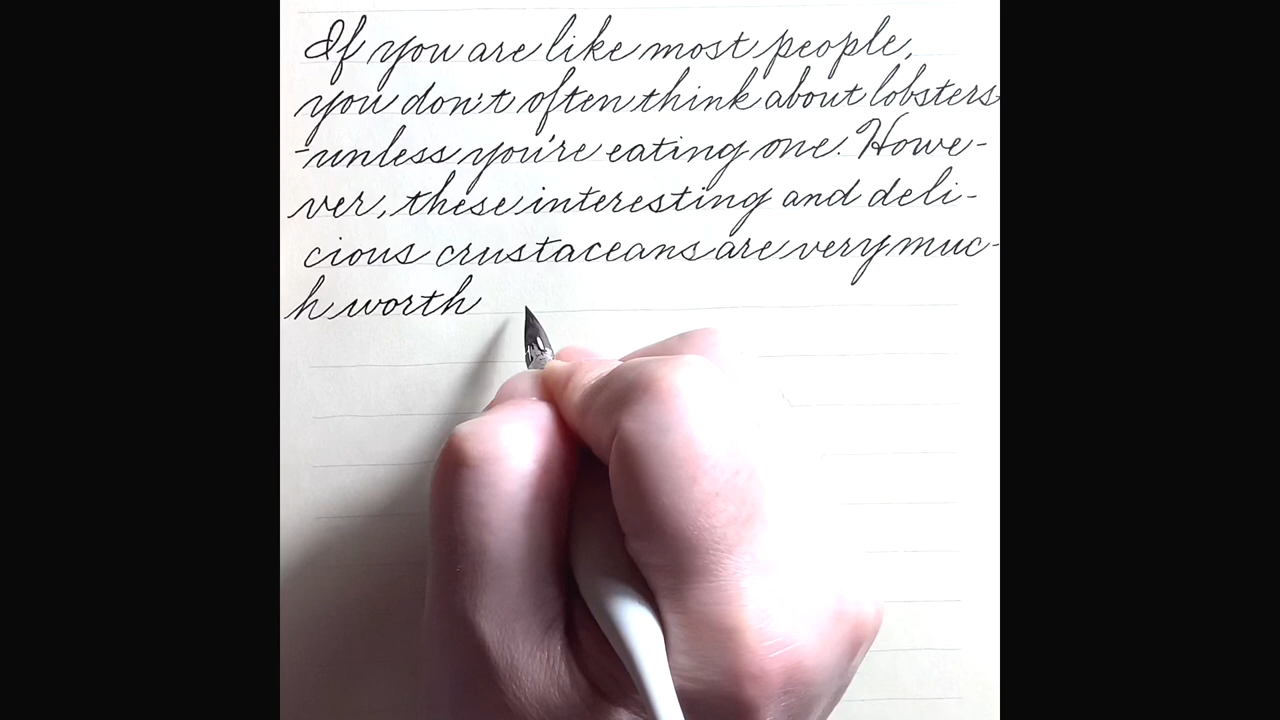 If you are like most people,
you don't often think about lobsters
-unless you're eating one. Howe-
ver, these interesting and deli-
cious crustaceans are very muc-
h worth